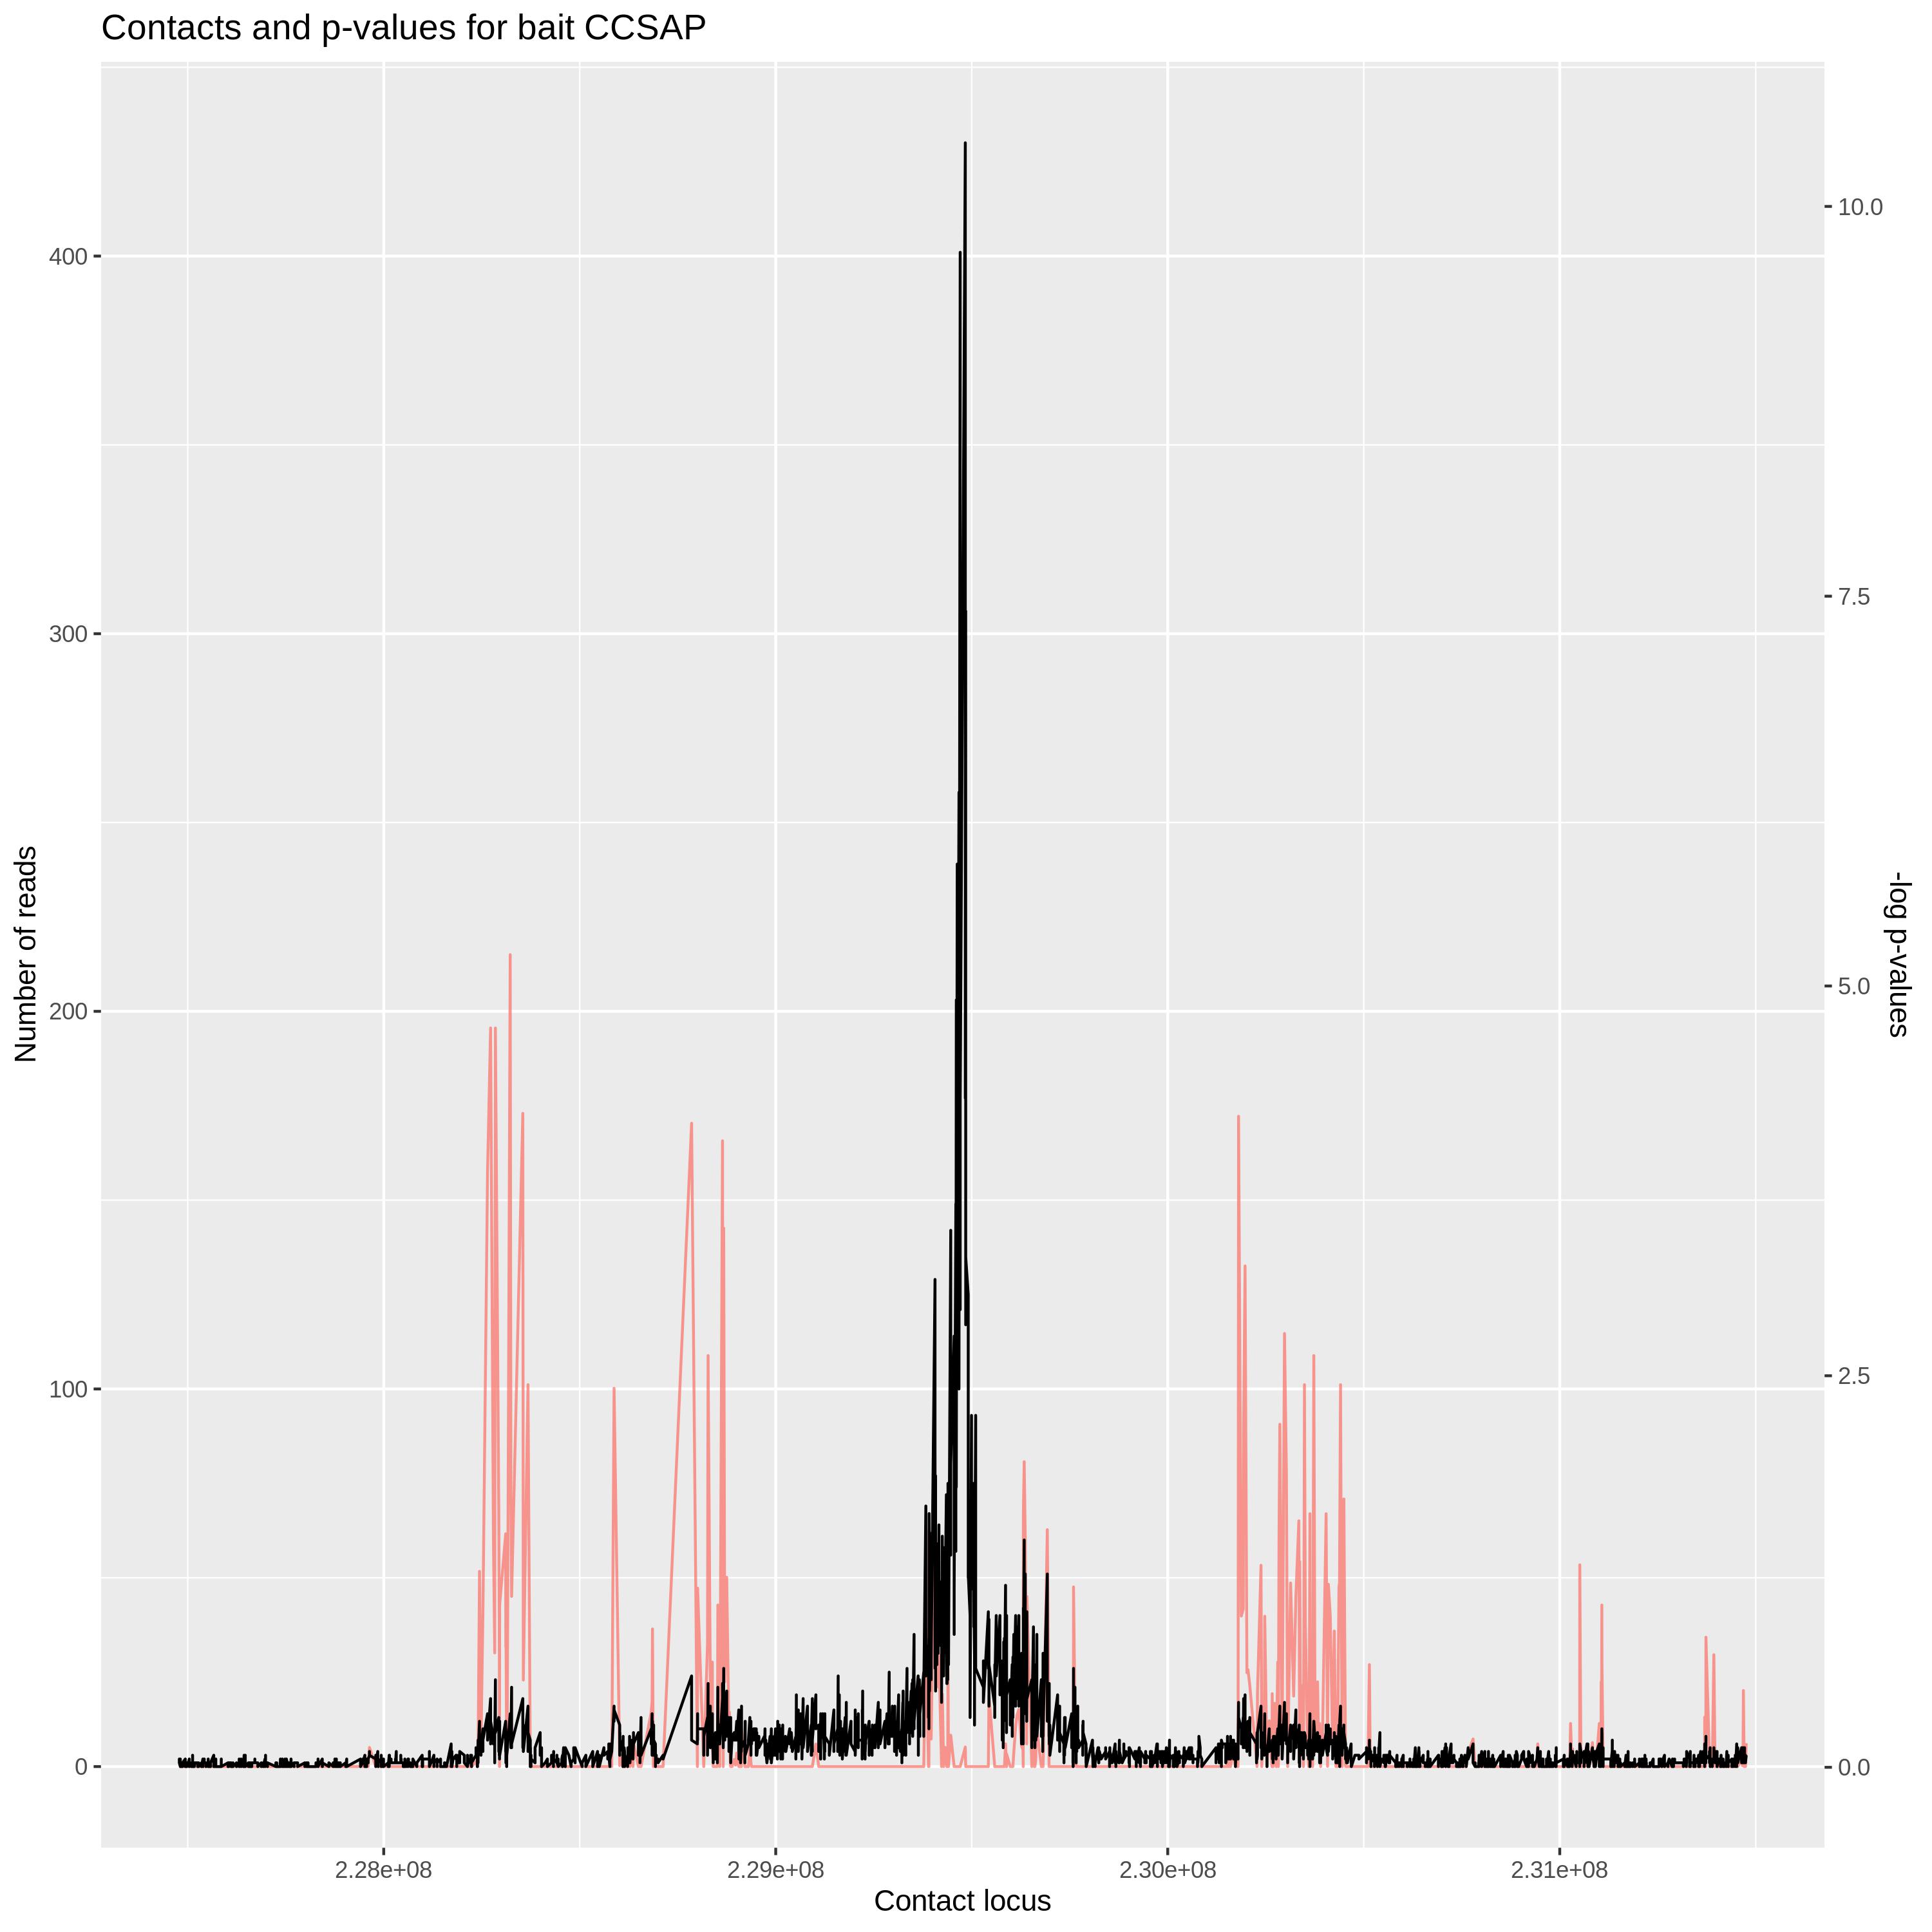 Contacts and p-values for bait CCSAP
Number of reads
400
300
200
100
0
10.0
7.5
5.0
2.5
0.0
-log p-values
2.28e+08
2.29e+08
2.30e+08
2.31e+08
Contact locus